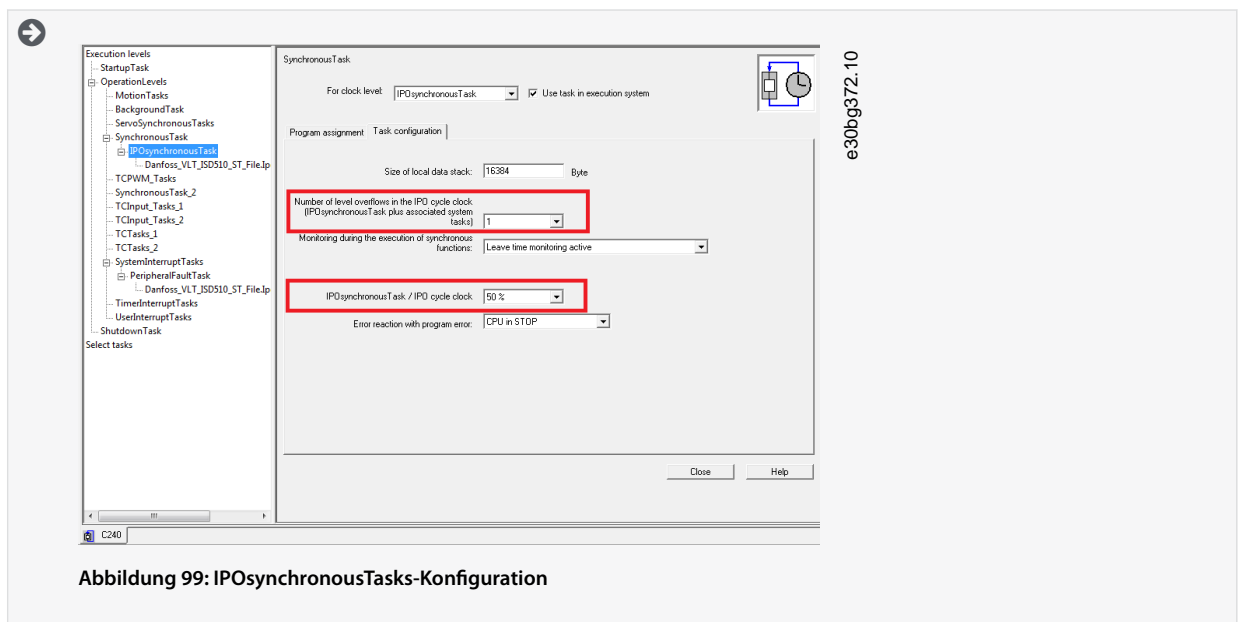 Execution levels
StartupTask
OperationLevels
MotionTasks
BackgroundTask
ServoSynchronousTasks
SynchronousTask
IPOsynchronousTask
Danfoss_VLT_ISD510_ST_File.Ip
TCPWM_Tasks
SynchronousTask_2
TCInput_Tasks_1
TCInput_Tasks_2
TCTasks_1
TCTasks_2
SystemInterruptTasks
PeripheralFaultTask
Danfoss_VLT_ISD510_ST_File.Ip
TimerInterruptTasks
UserInterruptTasks
ShutdownTask
Select tasks
C240
SynchronousTask
For clock level: IPOsynchronousTask Use task in execution system
Program assignment Task configuration
Size of local data stack: 16384 Byte
Number of level overflows in the IPO cycle clock
(IPOsynchronousTask plus associated system
tasks) 1
Monitoring during the execution of synchronous
functions: Leave time monitoring active
IPOsynchronousTask / IPO cycle clock 50 %
Error reaction with program error: CPU in STOP
Close Help
e30bg372.10
Abbildung 99: IPOsynchronousTasks-Konfiguration